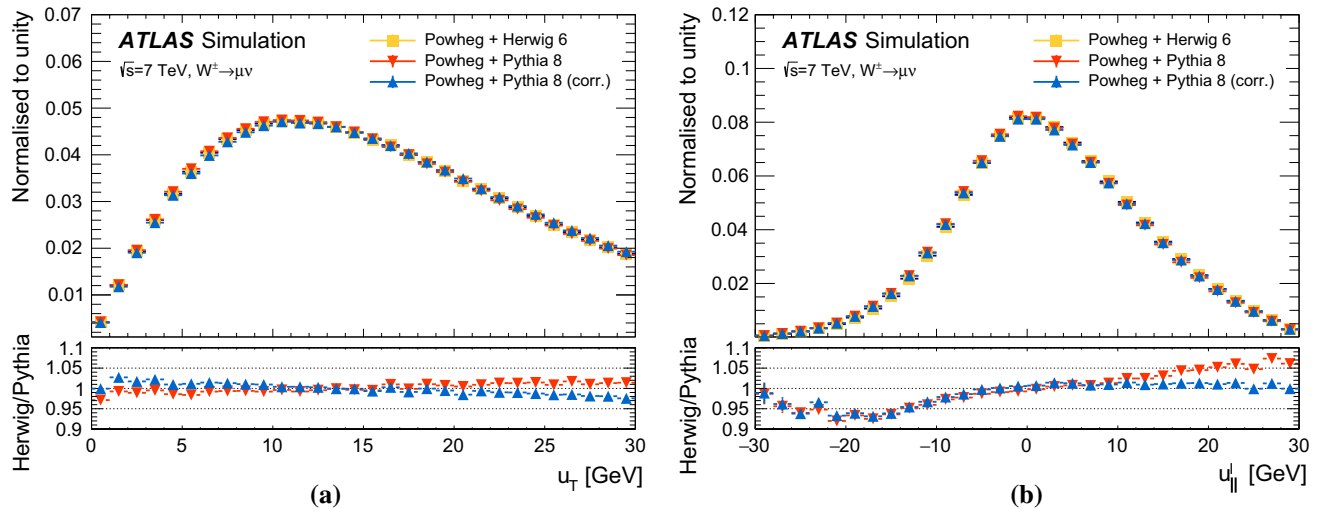 Normalised to unity
0.07
0.06
0.05
0.04
0.03
0.02
0.01
ATLAS Simulation
√s=7 TeV, W±→μν
Powheg + Herwig 6
Powheg + Pythia 8
Powheg + Pythia 8 (corr.)
Herwig/Pythia
1.1
1.05
1
0.95
0.9
0 5 10 15 20 25 30
u_T [GeV]
(a)
Normalised to unity
0.12
0.1
0.08
0.06
0.04
0.02
ATLAS Simulation
√s=7 TeV, W±→μν
Powheg + Herwig 6
Powheg + Pythia 8
Powheg + Pythia 8 (corr.)
Herwig/Pythia
1.1
1.05
1
0.95
0.9
−30 −20 −10 0 10 20 30
u_∥^l [GeV]
(b)